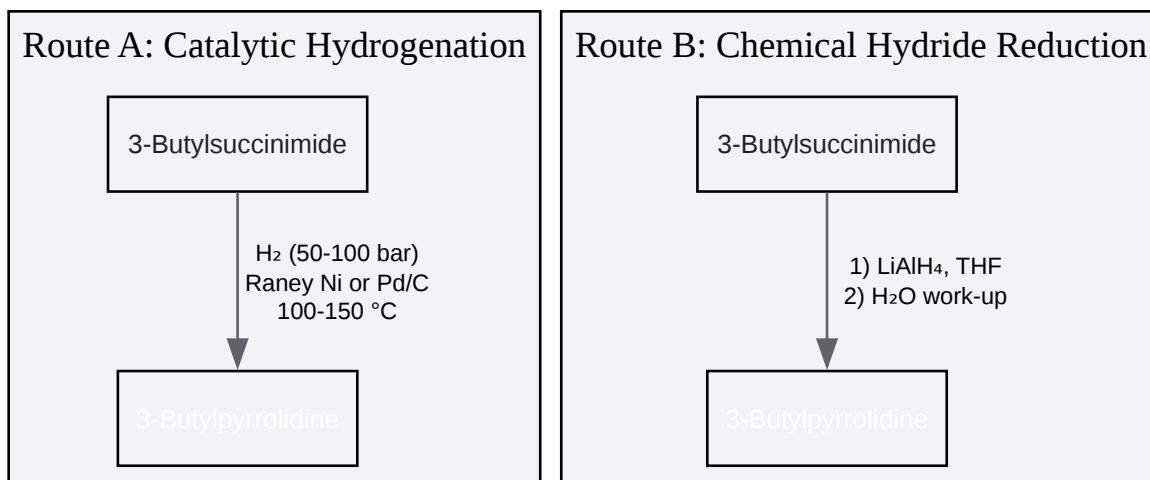 Route A: Catalytic Hydrogenation
3-Butylsuccinimide
H₂ (50-100 bar)
Raney Ni or Pd/C
100-150 °C
3-Butylpyrrolidine
Route B: Chemical Hydride Reduction
3-Butylsuccinimide
1) LiAlH₄, THF
2) H₂O work-up
3-Butylpyrrolidine